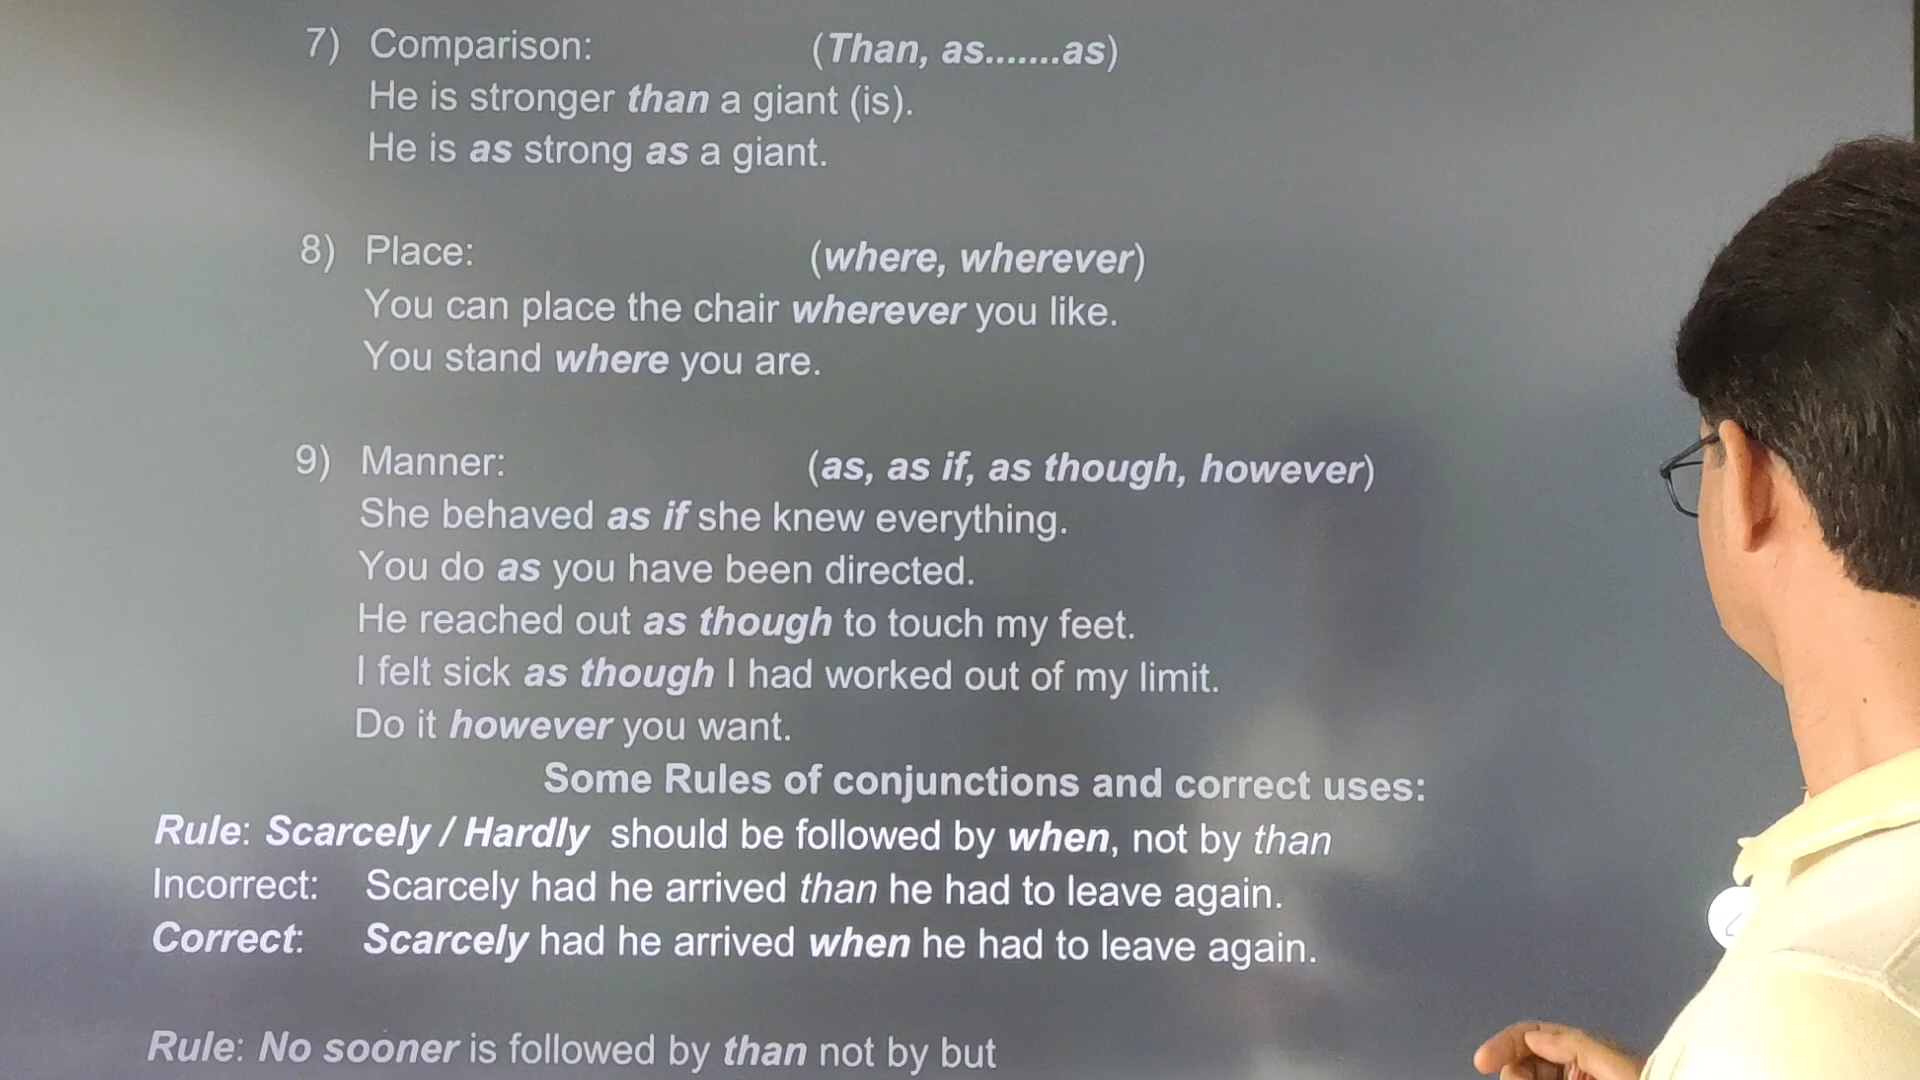 7) Comparison: (Than, as.......as)
He is stronger than a giant (is).
He is as strong as a giant.
8) Place: (where, wherever)
You can place the chair wherever you like.
You stand where you are.
9) Manner: (as, as if, as though, however)
She behaved as if she knew everything.
You do as you have been directed.
He reached out as though to touch my feet.
I felt sick as though I had worked out of my limit.
Do it however you want.
Some Rules of conjunctions and correct uses:
Rule: Scarcely / Hardly should be followed by when, not by than
Incorrect: Scarcely had he arrived than he had to leave again.
Correct: Scarcely had he arrived when he had to leave again.
Rule: No sooner is followed by than not by but